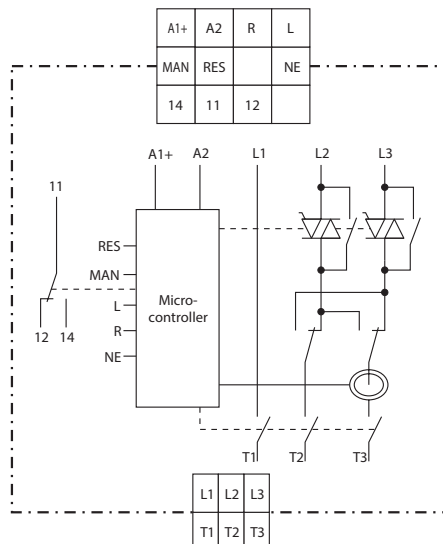 A1+ A2 R L
MAN RES NE
14 11 12
A1+ A2 L1 L2 L3
11
RES
MAN
L
R
NE
Micro-
controller
12 14
T1 T2 T3
L1 L2 L3
T1 T2 T3